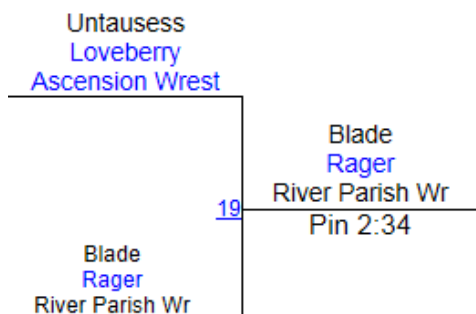 Untausess
Loveberry
Ascension Wrest
Blade
Rager
River Parish Wr
19
Pin 2:34
Blade
Rager
River Parish Wr